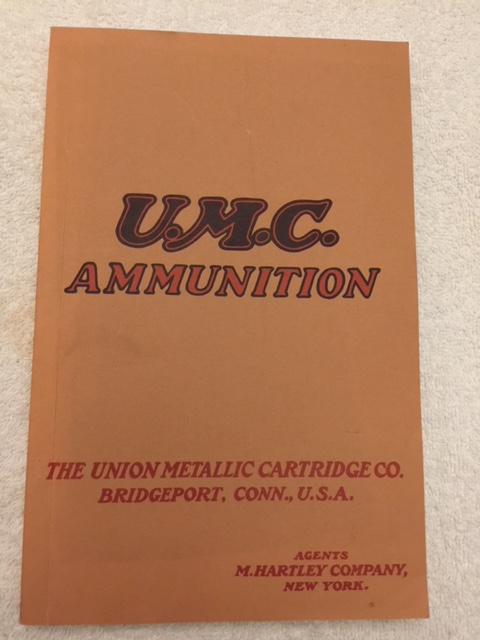 U.M.C.
AMMUNITION
THE UNION METALLIC CARTRIDGE CO.
BRIDGEPORT, CONN., U.S.A.
AGENTS
M. HARTLEY COMPANY,
NEW YORK.